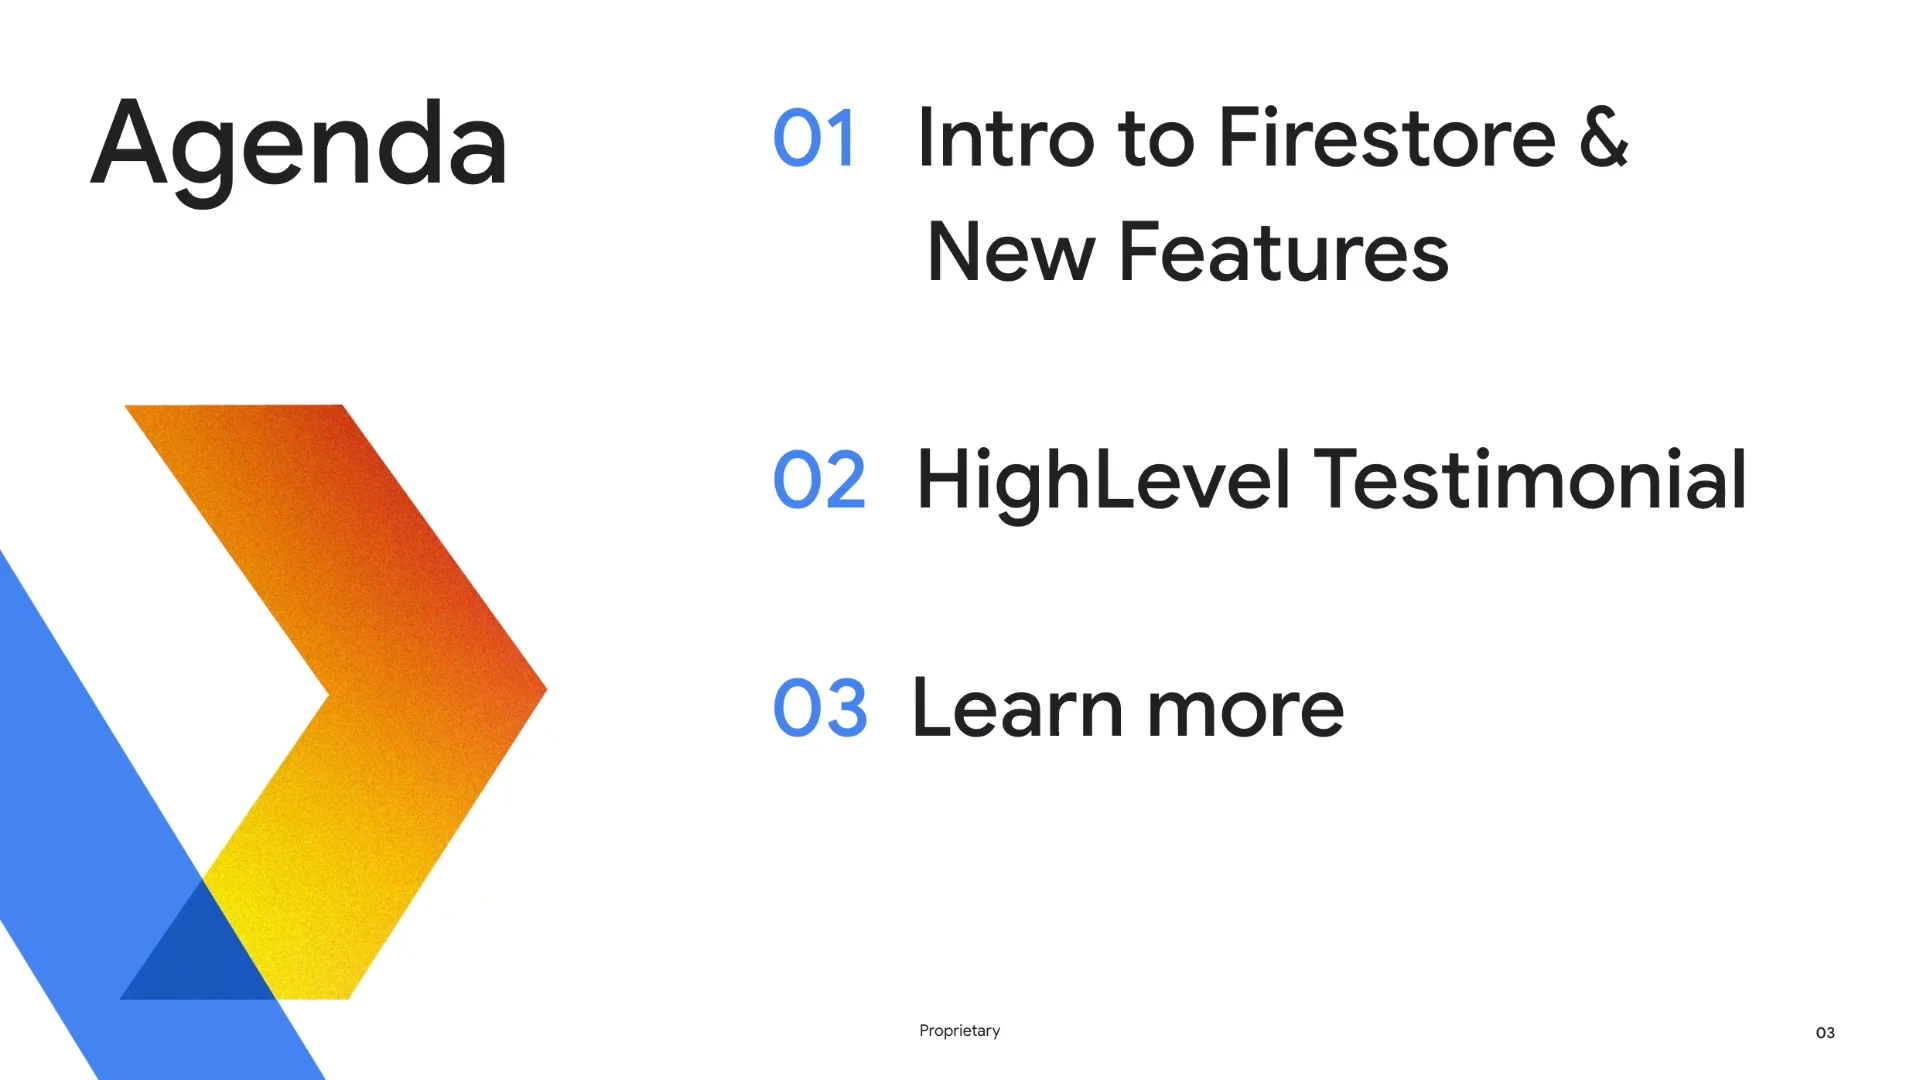 Agenda
01 Intro to Firestore &
New Features
02 HighLevel Testimonial
03 Learn more
Proprietary
03